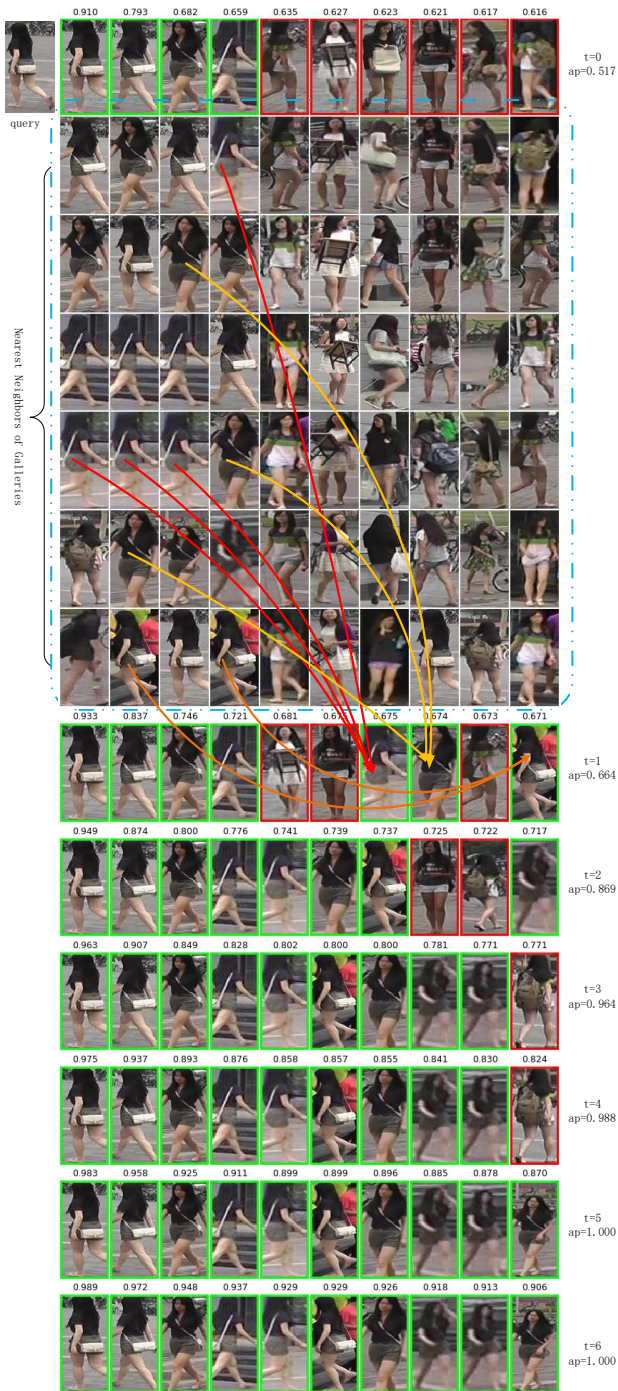 0.910 0.793 0.682 0.659 0.635 0.627 0.623 0.621 0.617 0.616
t=0
ap=0.517
query
Nearest Neighbors of Galleries
0.933 0.837 0.746 0.721 0.681 0.675 0.675 0.674 0.673 0.671
t=1
ap=0.664
0.949 0.874 0.800 0.776 0.741 0.739 0.737 0.725 0.722 0.717
t=2
ap=0.869
0.963 0.907 0.849 0.828 0.802 0.800 0.800 0.781 0.771 0.771
t=3
ap=0.964
0.975 0.937 0.893 0.876 0.858 0.857 0.855 0.841 0.830 0.824
t=4
ap=0.988
0.983 0.958 0.925 0.911 0.899 0.899 0.896 0.885 0.878 0.870
t=5
ap=1.000
0.989 0.972 0.948 0.937 0.929 0.929 0.926 0.918 0.913 0.906
t=6
ap=1.000